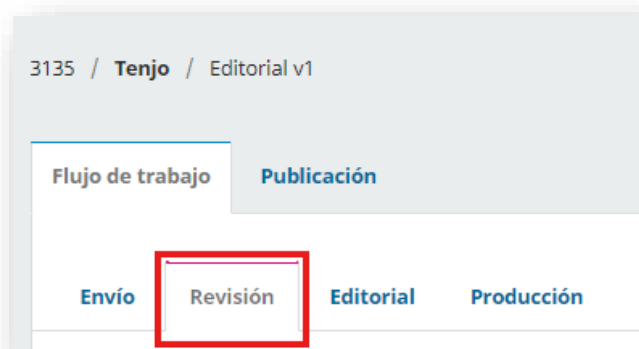 3135 / Tenjo / Editorial v1
Flujo de trabajo Publicación
Envío Revisión Editorial Producción